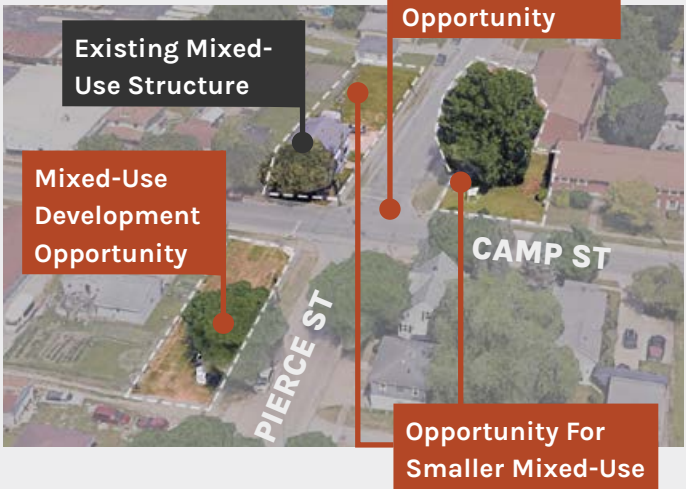 Opportunity
Existing Mixed-
Use Structure
Mixed-Use
Development
Opportunity
CAMP ST
PIERCE ST
Opportunity For
Smaller Mixed-Use